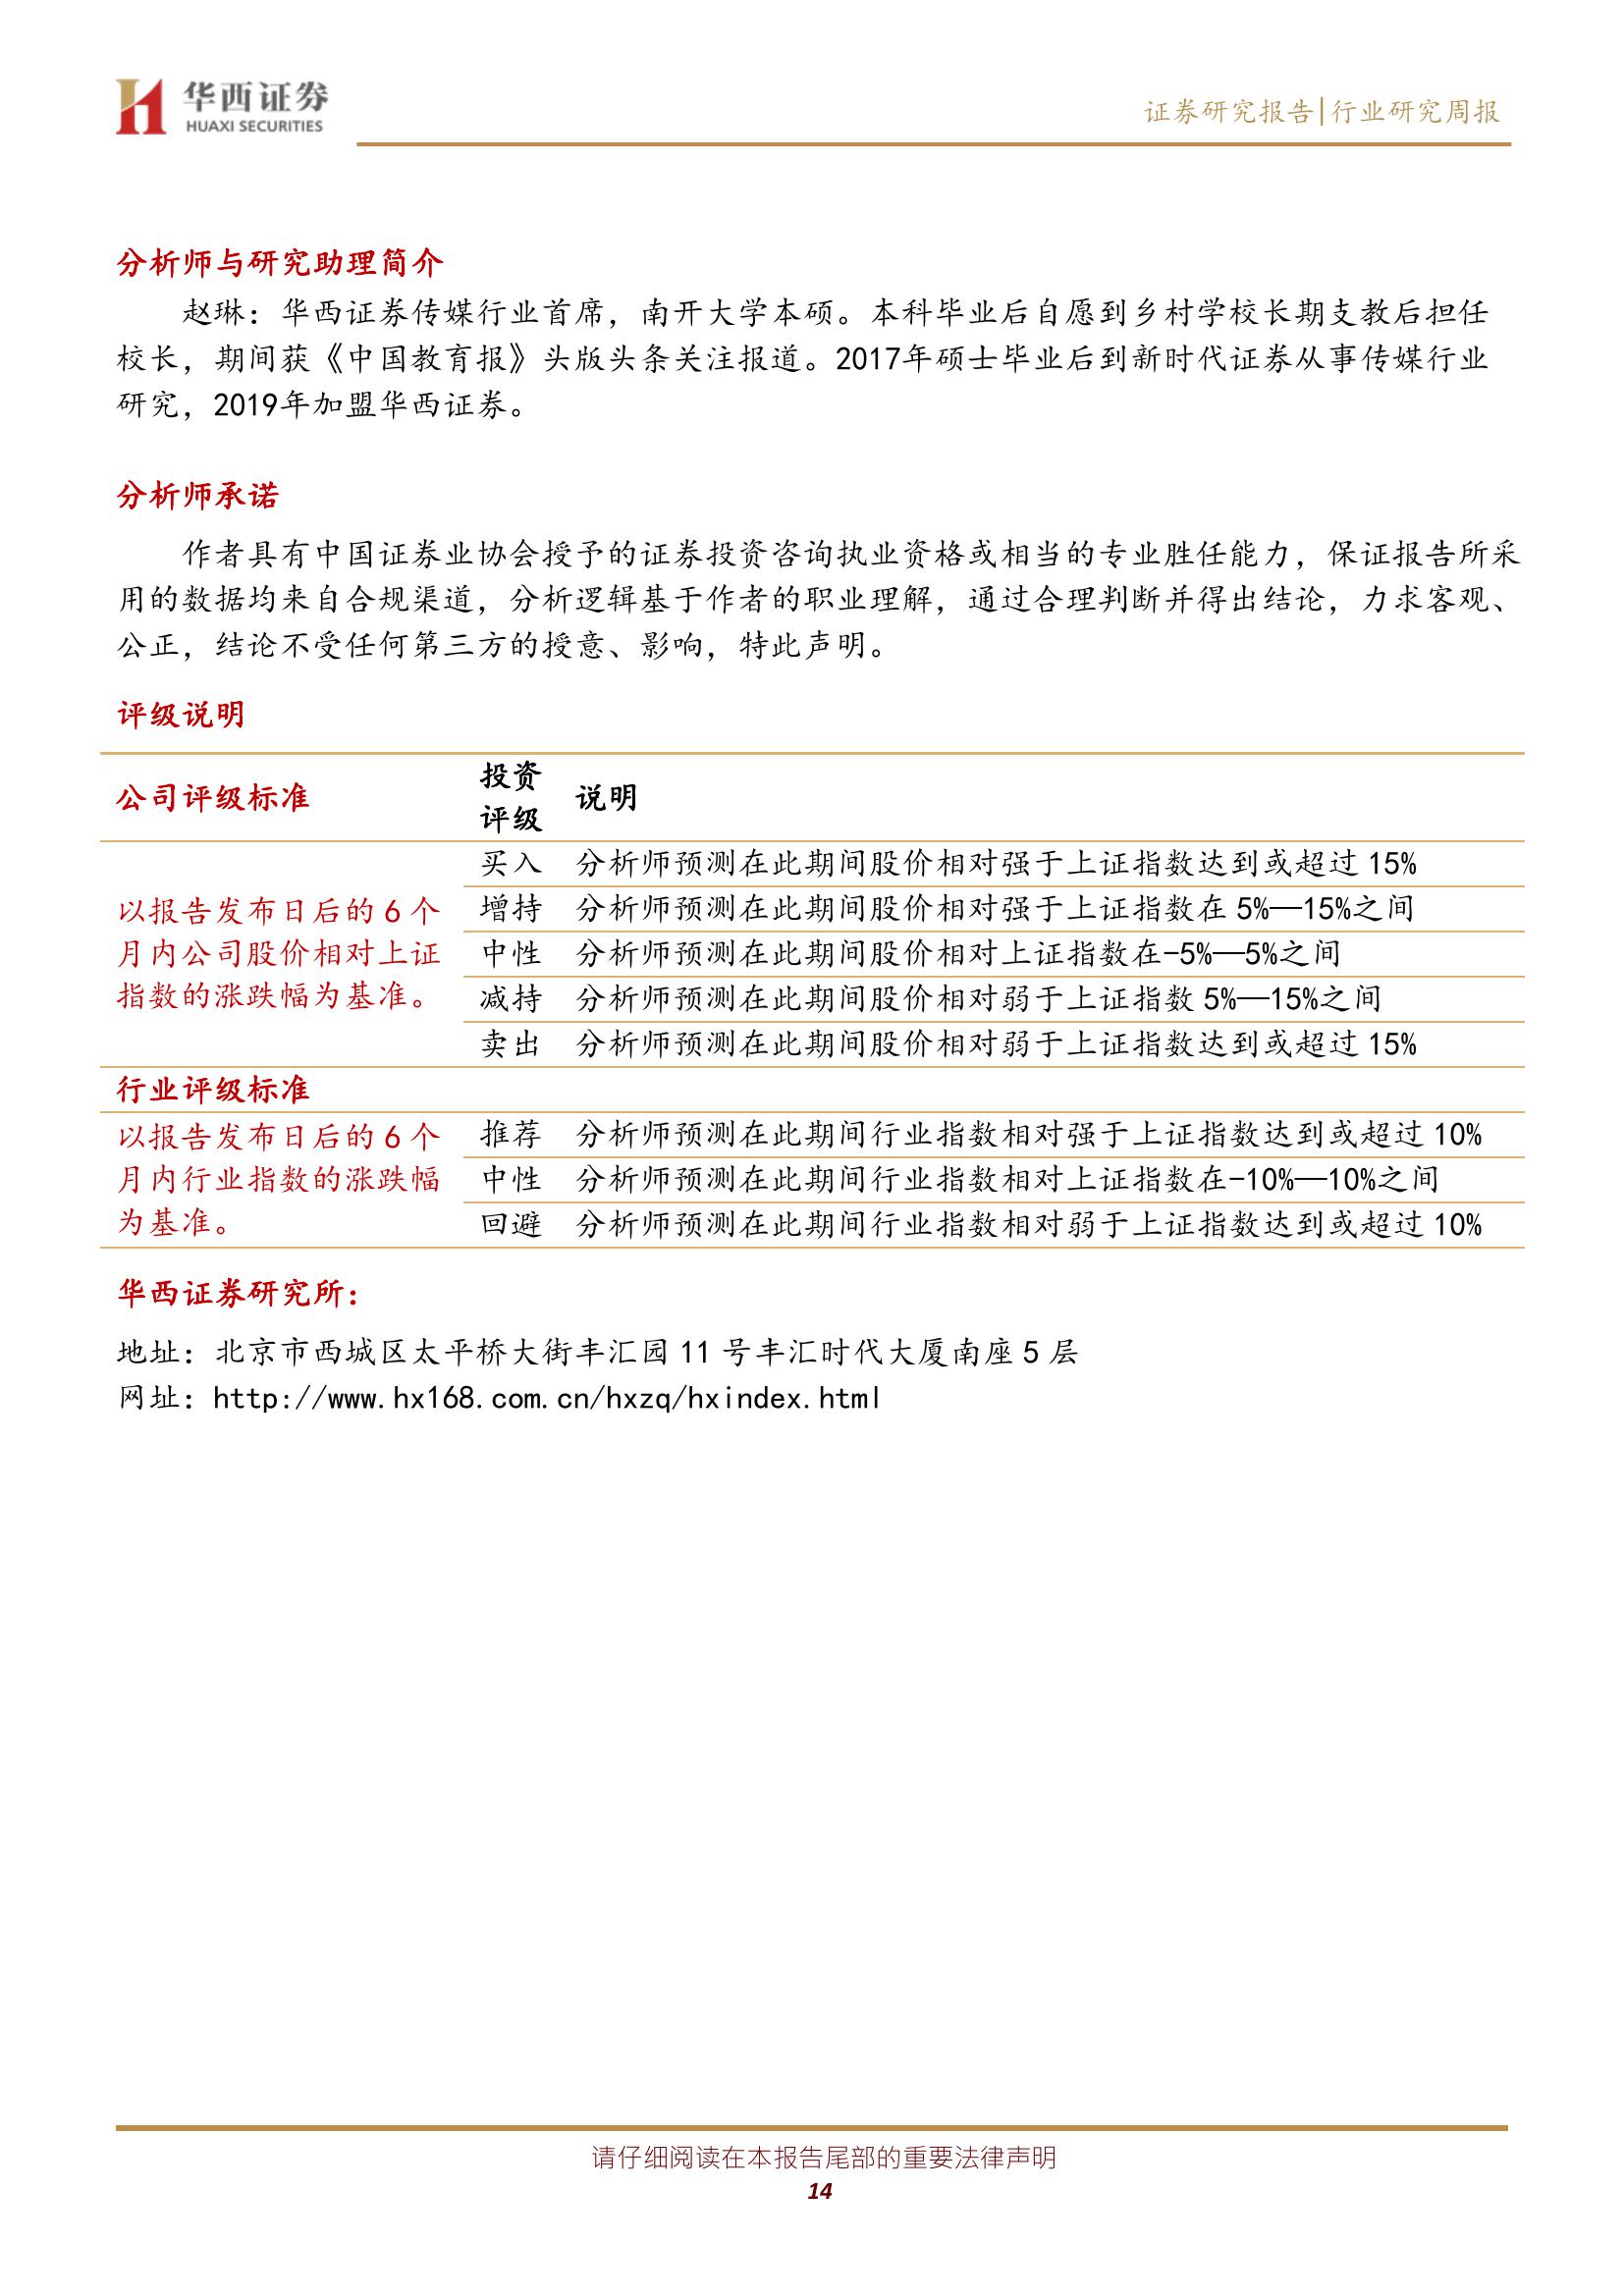 华西证券
HUAXI SECURITIES
证券研究报告|行业研究周报
分析师与研究助理简介
赵琳：华西证券传媒行业首席，南开大学本硕。本科毕业后自愿到乡村学校长期支教后担任
校长，期间获《中国教育报》头版头条关注报道。2017年硕士毕业后到新时代证券从事传媒行业
研究，2019年加盟华西证券。
分析师承诺
作者具有中国证券业协会授予的证券投资咨询执业资格或相当的专业胜任能力，保证报告所采
用的数据均来自合规渠道，分析逻辑基于作者的职业理解，通过合理判断并得出结论，力求客观、
公正，结论不受任何第三方的授意、影响，特此声明。
评级说明
公司评级标准
投资
评级
说明
以报告发布日后的 6 个
月内公司股价相对上证
指数的涨跌幅为基准。
买入 分析师预测在此期间股价相对强于上证指数达到或超过 15%
增持 分析师预测在此期间股价相对强于上证指数在 5%—15%之间
中性 分析师预测在此期间股价相对上证指数在-5%—5%之间
减持 分析师预测在此期间股价相对弱于上证指数 5%—15%之间
卖出 分析师预测在此期间股价相对弱于上证指数达到或超过 15%
行业评级标准
以报告发布日后的 6 个
月内行业指数的涨跌幅
为基准。
推荐 分析师预测在此期间行业指数相对强于上证指数达到或超过 10%
中性 分析师预测在此期间行业指数相对上证指数在-10%—10%之间
回避 分析师预测在此期间行业指数相对弱于上证指数达到或超过 10%
华西证券研究所：
地址：北京市西城区太平桥大街丰汇园 11 号丰汇时代大厦南座 5 层
网址：http://www.hx168.com.cn/hxzq/hxindex.html
请仔细阅读在本报告尾部的重要法律声明
14